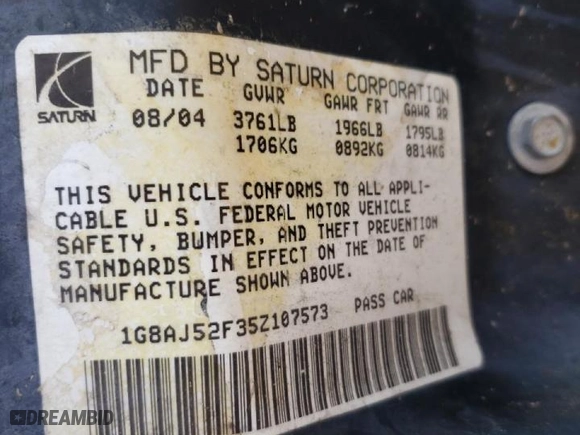 SATURN
MFD BY SATURN CORPORATION
DATE GVWR GAWR FRT GAWR RR
08/04 3761LB 1966LB 1795LB
1706KG 0892KG 0814KG
THIS VEHICLE CONFORMS TO ALL APPLI-
CABLE U.S. FEDERAL MOTOR VEHICLE
SAFETY, BUMPER, AND THEFT PREVENTION
STANDARDS IN EFFECT ON THE DATE OF
MANUFACTURE SHOWN ABOVE.
1G8AJ52F35Z107573 PASS CAR
DREAMBID